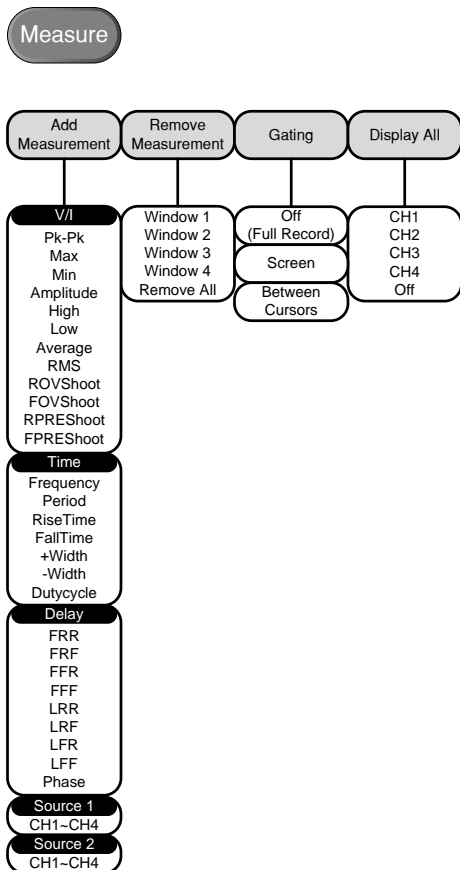 Measure
Add
Measurement
Remove
Measurement
Gating
Display All
V/I
Pk-Pk
Max
Min
Amplitude
High
Low
Average
RMS
ROVShoot
FOVShoot
RPREShoot
FPREShoot
Time
Frequency
Period
RiseTime
FallTime
+Width
-Width
Dutycycle
Delay
FRR
FRF
FFR
FFF
LRR
LRF
LFR
LFF
Phase
Source 1
CH1~CH4
Source 2
CH1~CH4
Window 1
Window 2
Window 3
Window 4
Remove All
Off
(Full Record)
Screen
Between
Cursors
CH1
CH2
CH3
CH4
Off